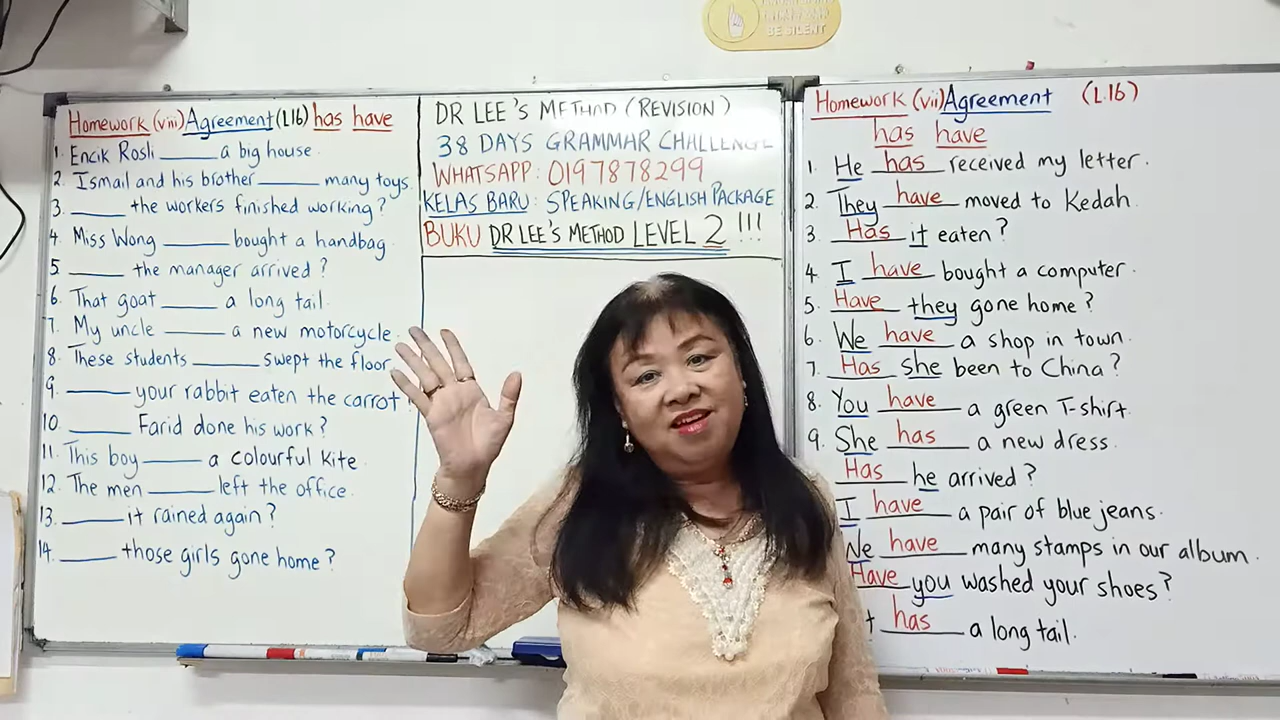 BE SILENT
Homework (viii) Agreement (L16) has have
1. Encik Rosli ______ a big house.
2. Ismail and his brother ______ many toys.
3. ______ the workers finished working?
4. Miss Wong ______ bought a handbag.
5. ______ the manager arrived?
6. That goat ______ a long tail.
7. My uncle ______ a new motorcycle.
8. These students ______ swept the floor.
9. ______ your rabbit eaten the carrot?
10. ______ Farid done his work?
11. This boy ______ a colourful kite.
12. The men ______ left the office.
13. ______ it rained again?
14. ______ those girls gone home?
DR LEE'S METHOD (REVISION)
38 DAYS GRAMMAR CHALLENGE
WHATSAPP: 0197878299
KELAS BARU: SPEAKING/ENGLISH PACKAGE
BUKU DR LEE'S METHOD LEVEL 2 !!!
Homework (vii) Agreement (L16)
has have
1. He has received my letter.
2. They have moved to Kedah.
3. Has it eaten?
4. I have bought a computer.
5. Have they gone home?
6. We have a shop in town.
7. Has she been to China?
8. You have a green T-shirt.
9. She has a new dress.
Has he arrived?
I have a pair of blue jeans.
We have many stamps in our album.
Have you washed your shoes?
t has a long tail.